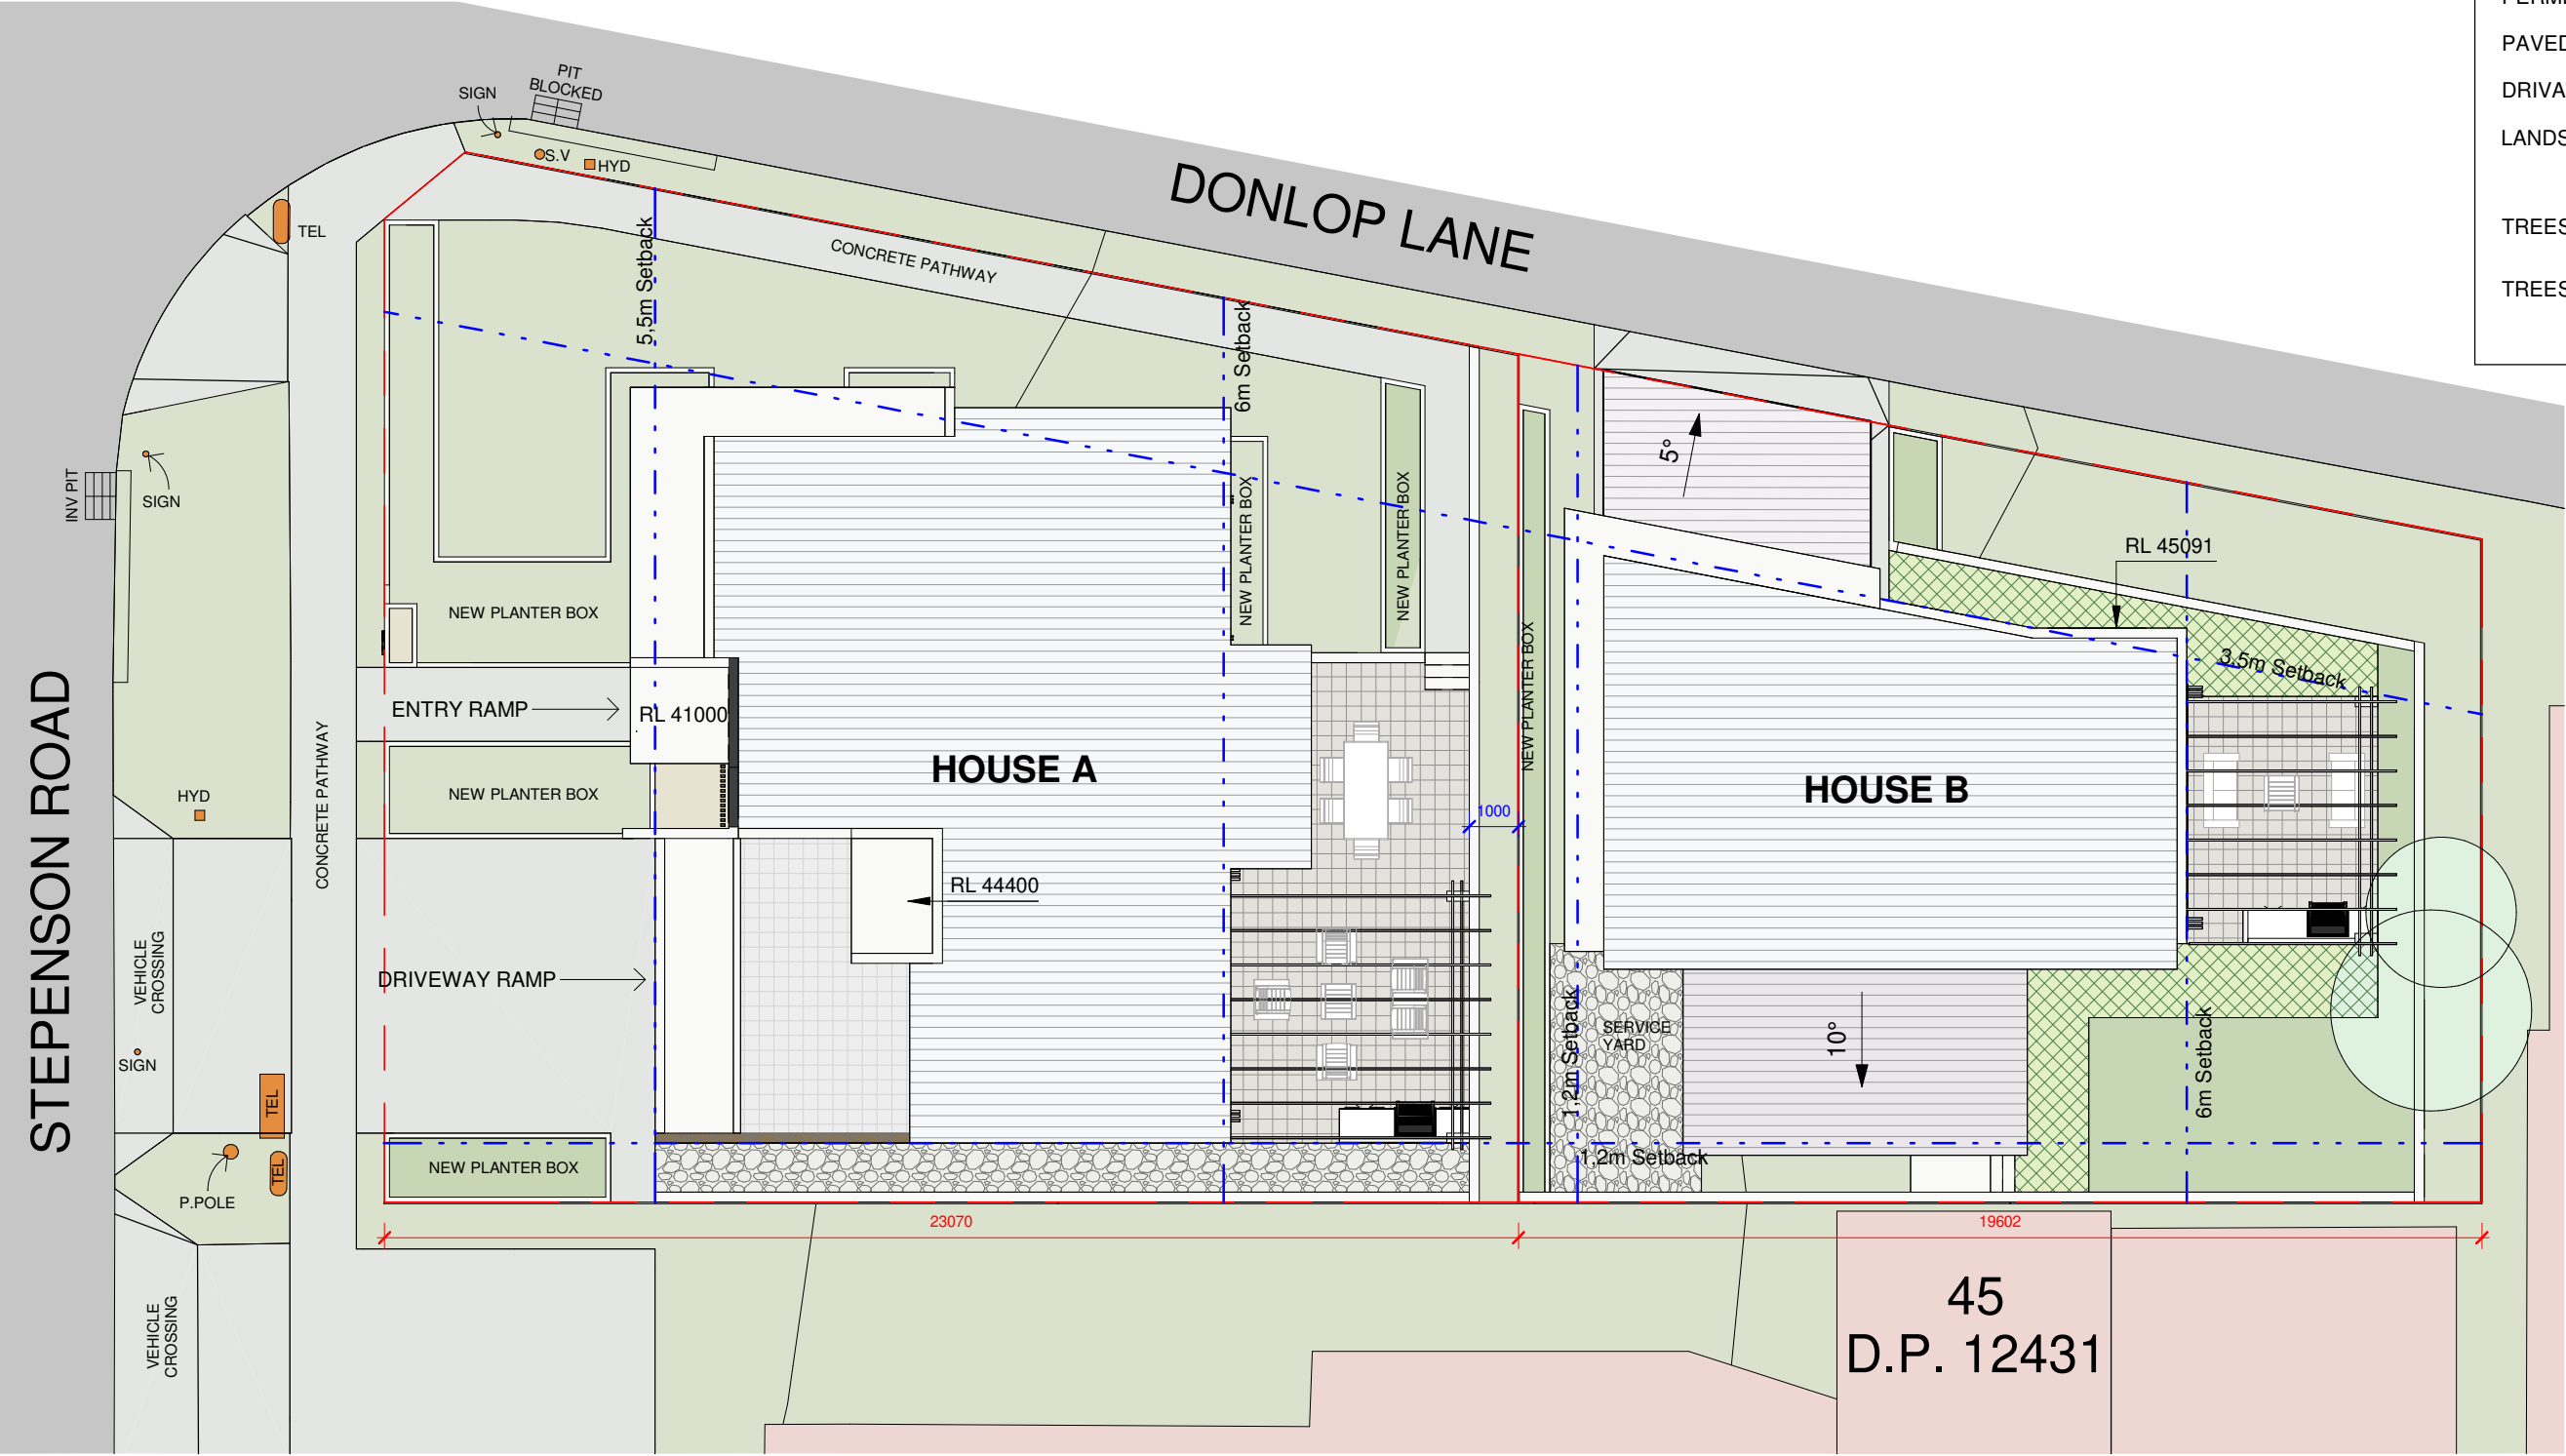 PAVED
DRIVA
LANDS
TREES
TREES
PIT
BLOCKED
SIGN
S.V
HYD
TEL
DONLOP LANE
CONCRETE PATHWAY
5,5m Setback
6m Setback
5°
INV PIT
SIGN
NEW PLANTER BOX
NEW PLANTER BOX
NEW PLANTER BOX
NEW PLANTER BOX
RL 45091
3,5m Setback
ENTRY RAMP
RL 41000
STEPENSON ROAD
CONCRETE PATHWAY
HOUSE A
HOUSE B
NEW PLANTER BOX
HYD
1000
RL 44400
VEHICLE
CROSSING
DRIVEWAY RAMP
SIGN
TEL
TEL
P.POLE
NEW PLANTER BOX
1,2m Setback
SERVICE
YARD
10°
6m Setback
1,2m Setback
23070
19602
VEHICLE
CROSSING
45
D.P. 12431